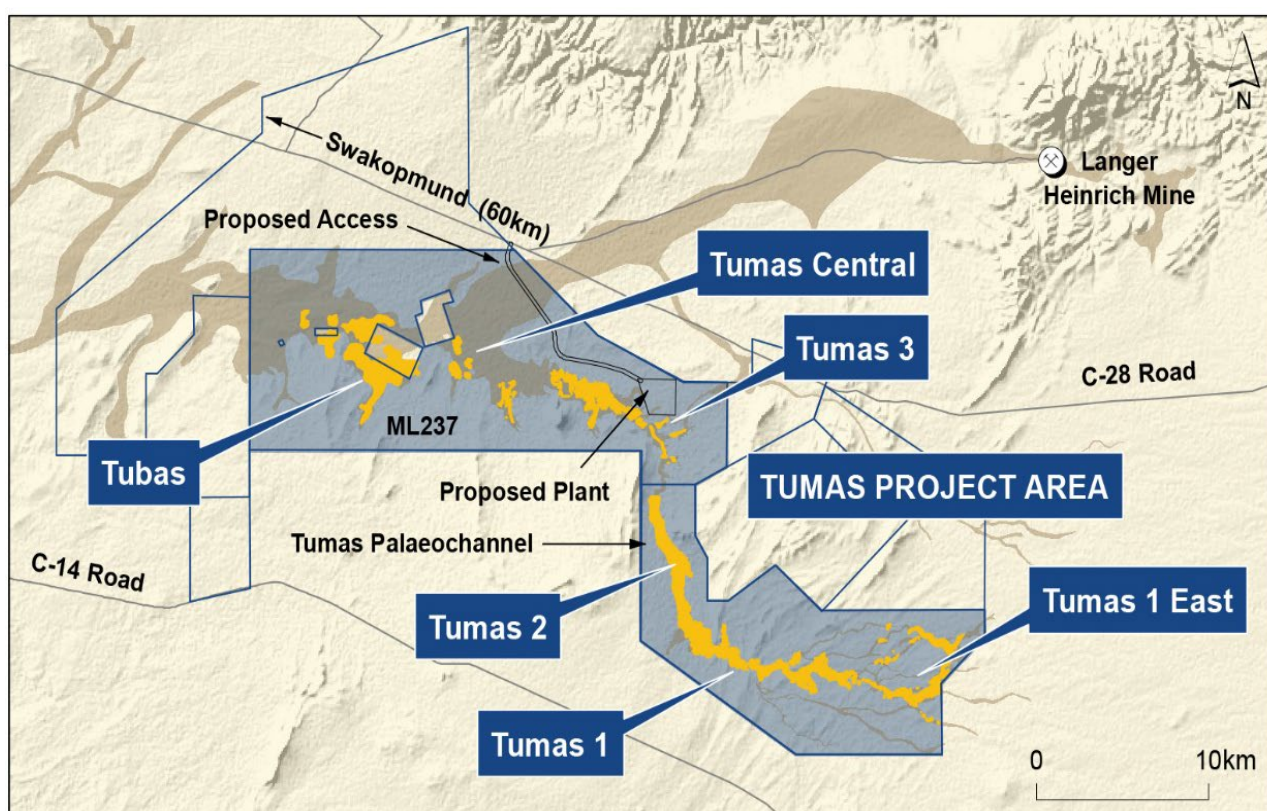 N
Langer
Heinrich Mine
Swakopmund (60km)
Proposed Access
Tumas Central
Tumas 3
C-28 Road
ML237
Tubas
Proposed Plant
TUMAS PROJECT AREA
Tumas Palaeochannel
C-14 Road
Tumas 2
Tumas 1 East
Tumas 1
0 10km